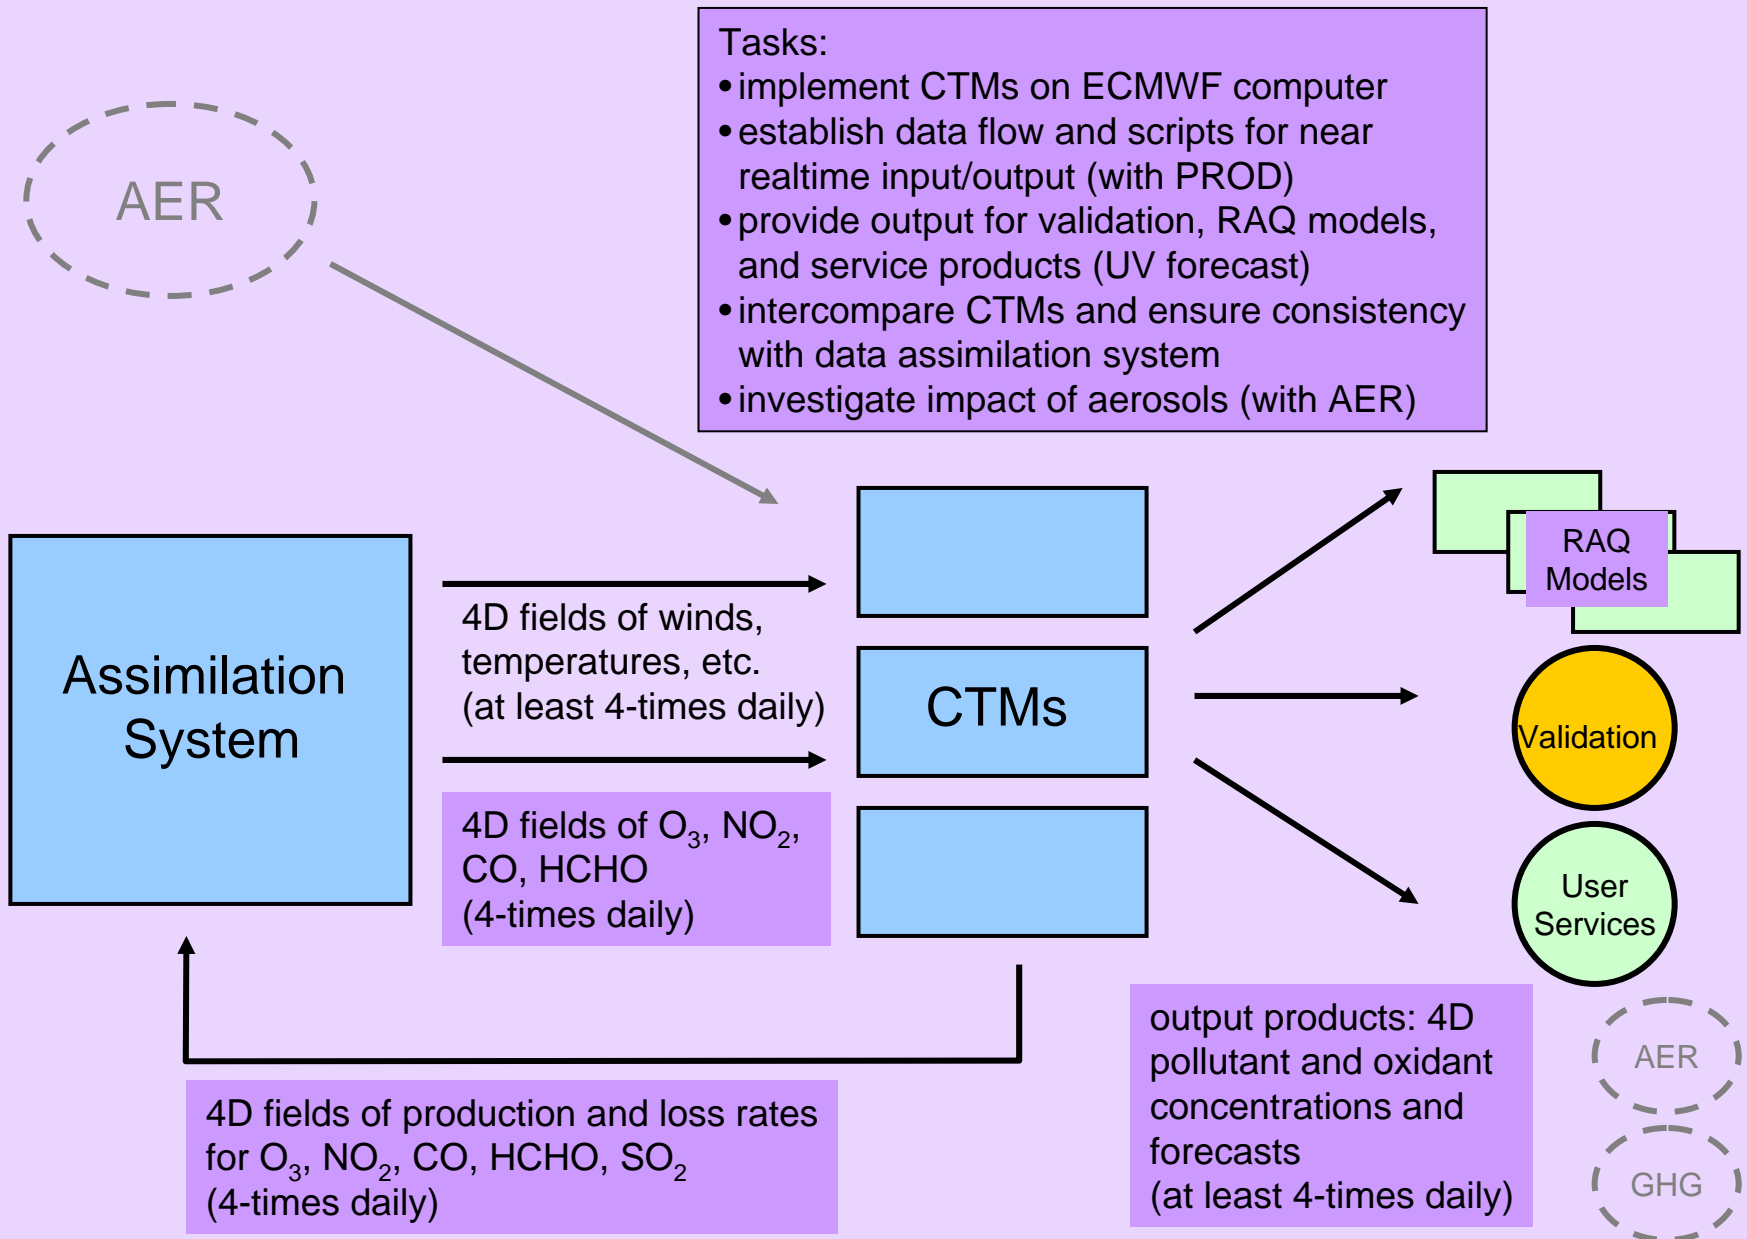 Tasks:
•implement CTMs on ECMWF computer
•establish data flow and scripts for near
realtime input/output (with PROD)
•provide output for validation, RAQ models,
and service products (UV forecast)
•intercompare CTMs and ensure consistency
with data assimilation system
•investigate impact of aerosols (with AER)
AER
Assimilation
System
4D fields of winds,
temperatures, etc.
(at least 4-times daily)
4D fields of O3, NO2,
CO, HCHO
(4-times daily)
CTMs
RAQ
Models
Validation
User
Services
4D fields of production and loss rates
for O3, NO2, CO, HCHO, SO2
(4-times daily)
output products: 4D
pollutant and oxidant
concentrations and
forecasts
(at least 4-times daily)
AER
GHG